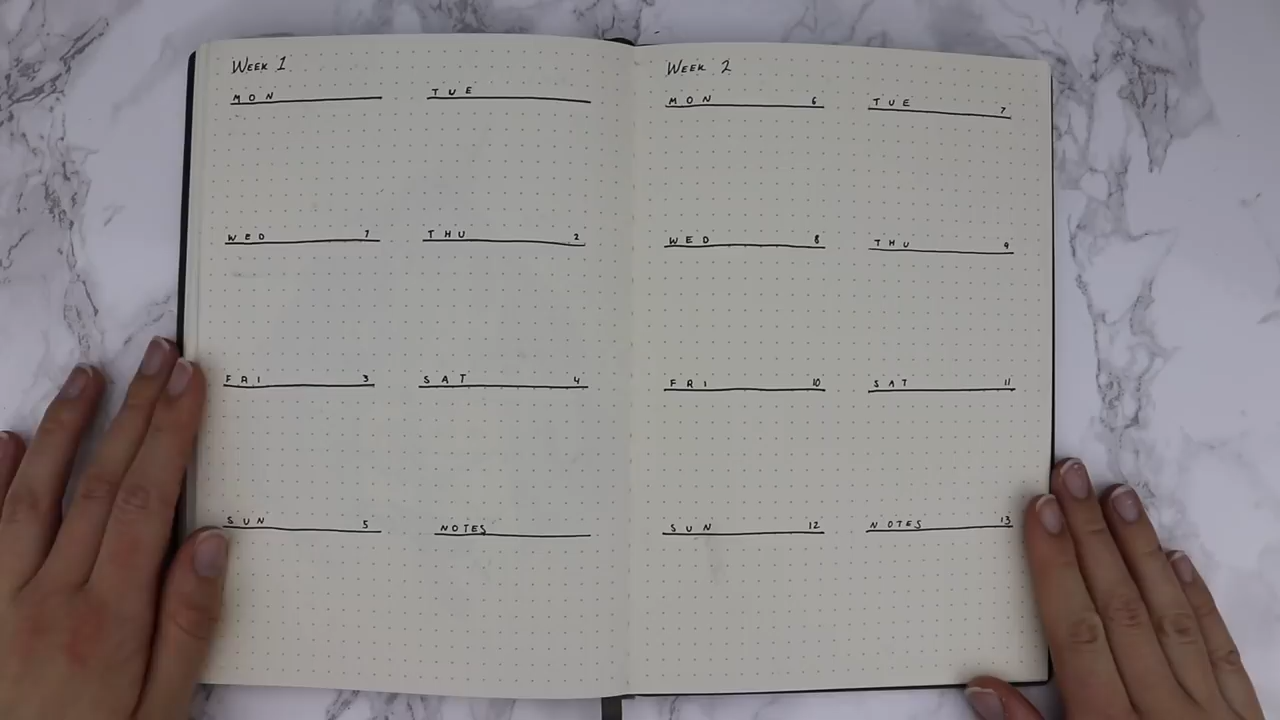 WEEK 1
MON
TUE
WED 1
THU 2
FRI 3
SAT 4
SUN 5
NOTES
WEEK 2
MON 6
TUE 7
WED 8
THU 9
FRI 10
SAT 11
SUN 12
NOTES 13